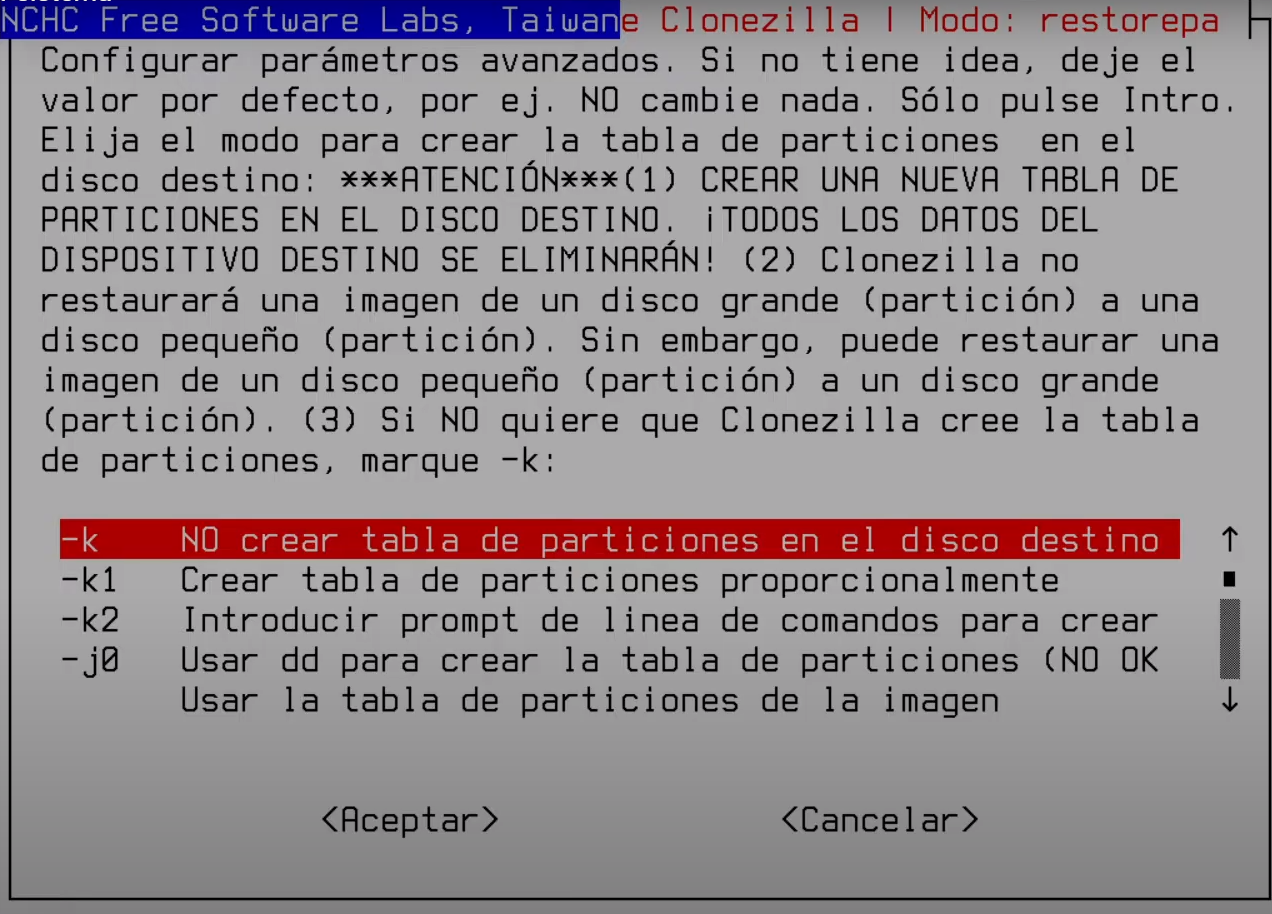 NCHC Free Software Labs, Taiwane Clonezilla | Modo: restorepa
Configurar parámetros avanzados. Si no tiene idea, deje el
valor por defecto, por ej. NO cambie nada. Sólo pulse Intro.
Elija el modo para crear la tabla de particiones  en el
disco destino: ***ATENCIÓN***(1) CREAR UNA NUEVA TABLA DE
PARTICIONES EN EL DISCO DESTINO. ¡TODOS LOS DATOS DEL
DISPOSITIVO DESTINO SE ELIMINARÁN! (2) Clonezilla no
restaurará una imagen de un disco grande (partición) a una
disco pequeño (partición). Sin embargo, puede restaurar una
imagen de un disco pequeño (partición) a un disco grande
(partición). (3) Si NO quiere que Clonezilla cree la tabla
de particiones, marque -k:
-k NO crear tabla de particiones en el disco destino
-k1 Crear tabla de particiones proporcionalmente
-k2 Introducir prompt de linea de comandos para crear
-j0 Usar dd para crear la tabla de particiones (NO OK
Usar la tabla de particiones de la imagen
<Aceptar> <Cancelar>